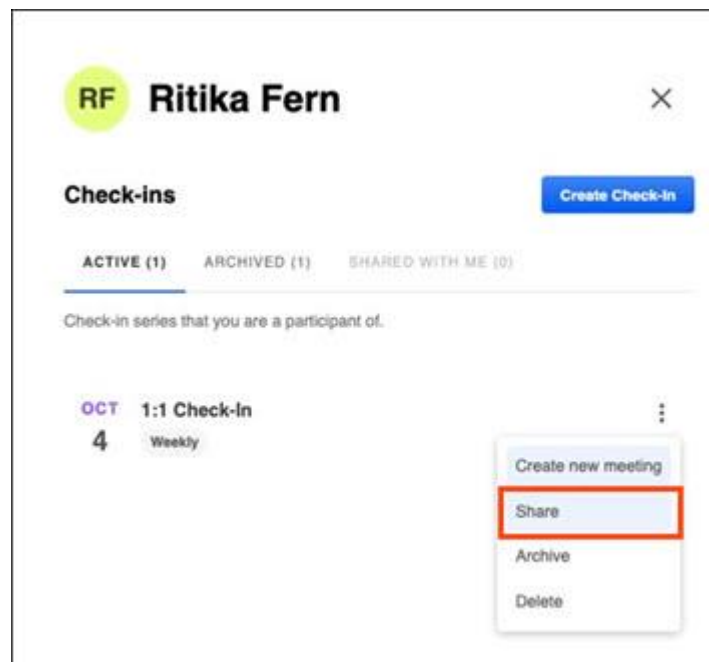 RF Ritika Fern
Check-ins
Create Check-In
ACTIVE (1) ARCHIVED (1) SHARED WITH ME (0)
Check-in series that you are a participant of.
OCT 1:1 Check-In
4 Weekly
Create new meeting
Share
Archive
Delete